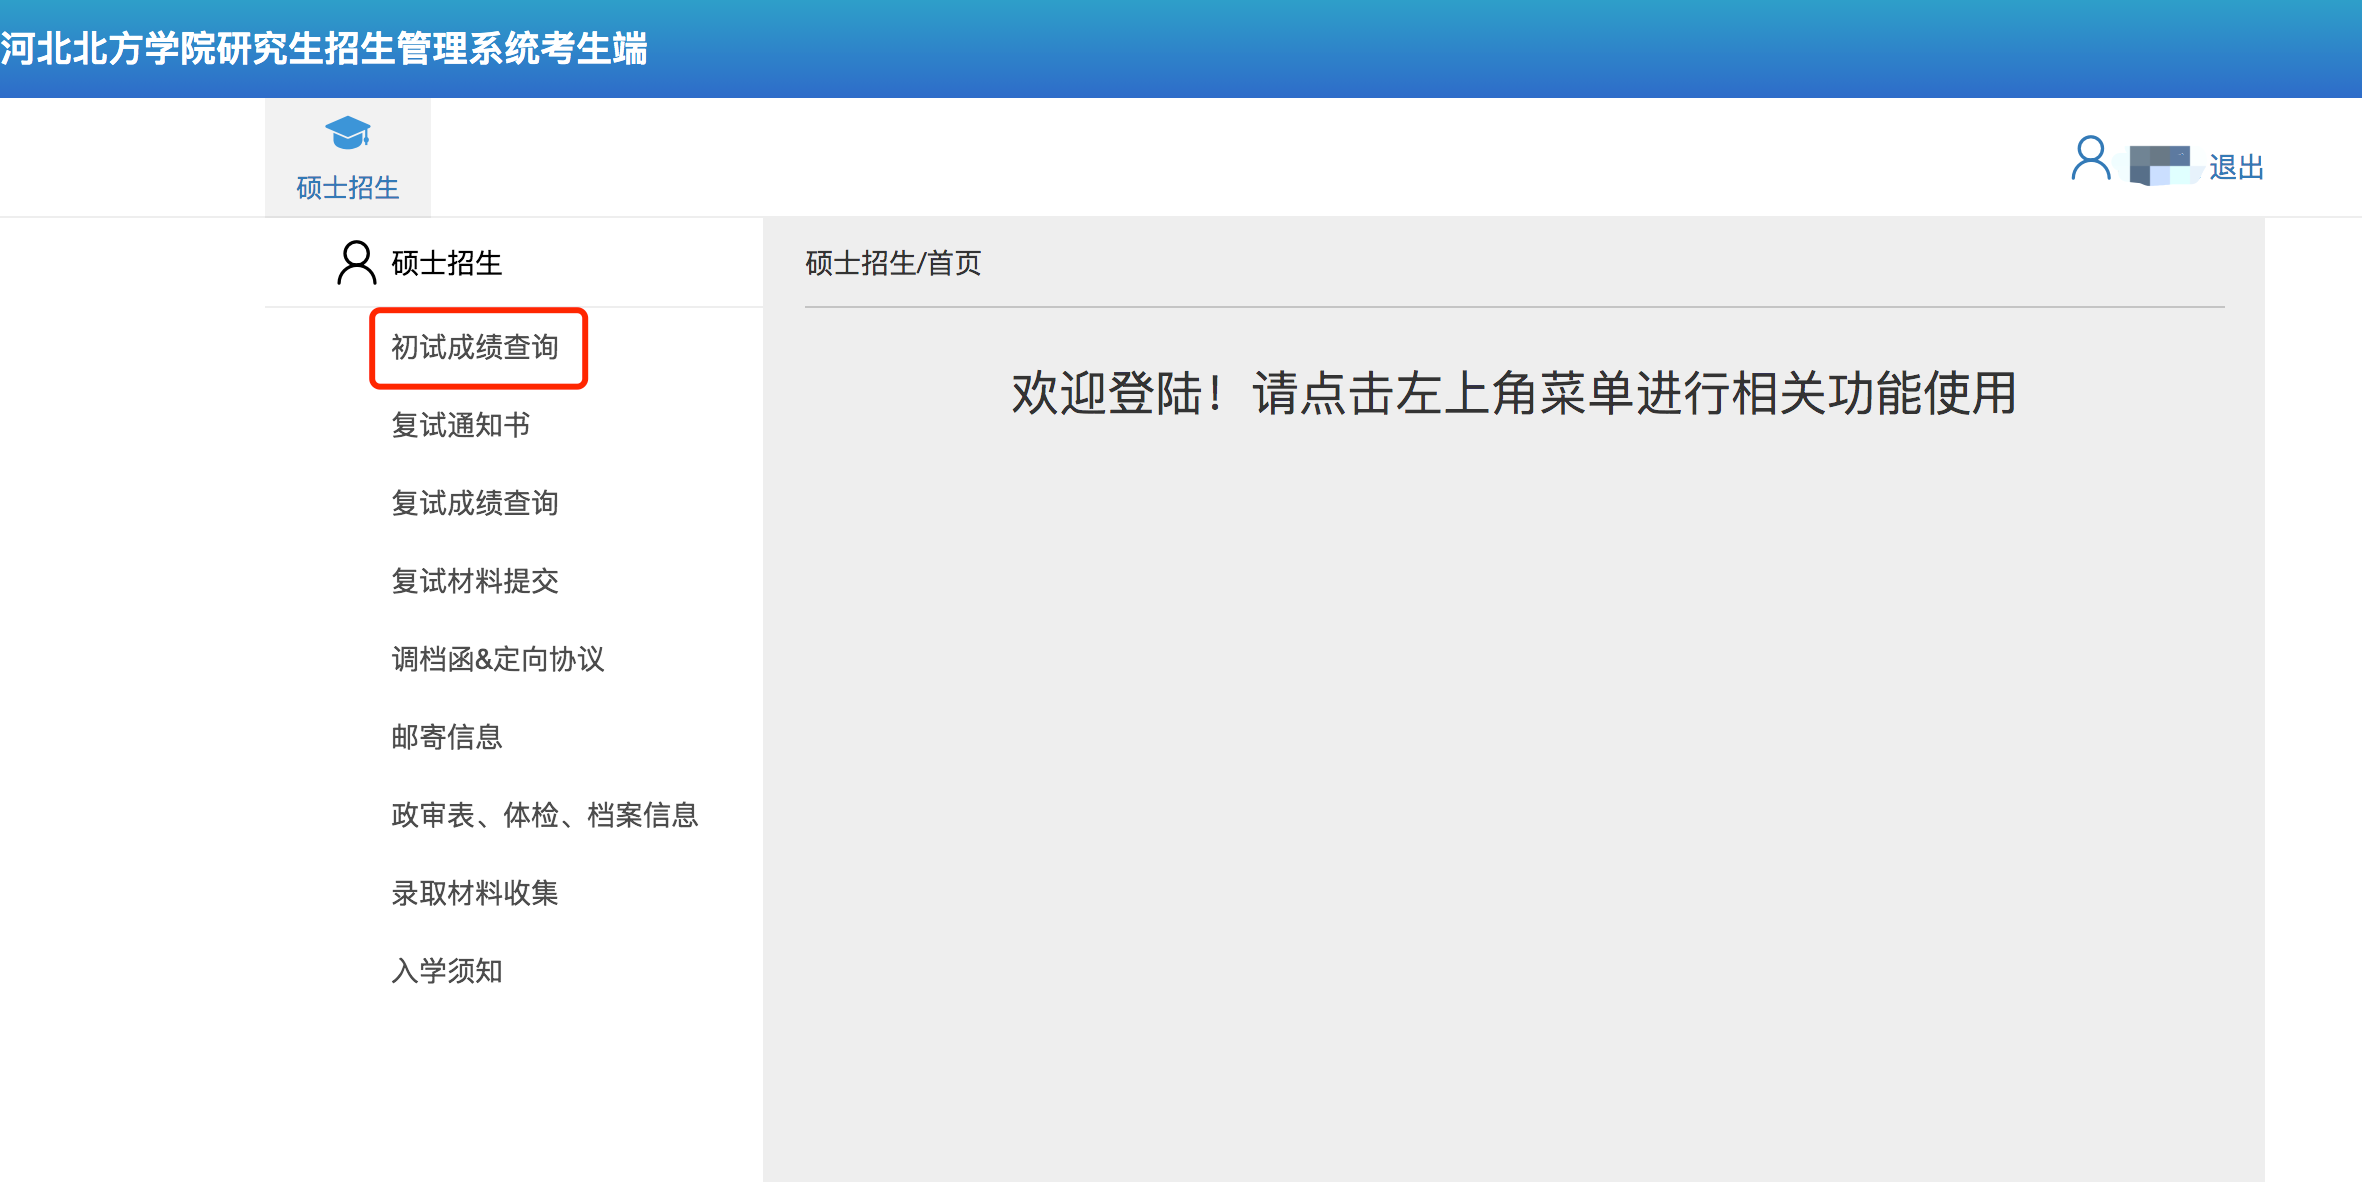 河北北方学院研究生招生管理系统考生端
硕士招生
退出
硕士招生
初试成绩查询
复试通知书
复试成绩查询
复试材料提交
调档函&定向协议
邮寄信息
政审表、体检、档案信息
录取材料收集
入学须知
硕士招生/首页
欢迎登陆！请点击左上角菜单进行相关功能使用